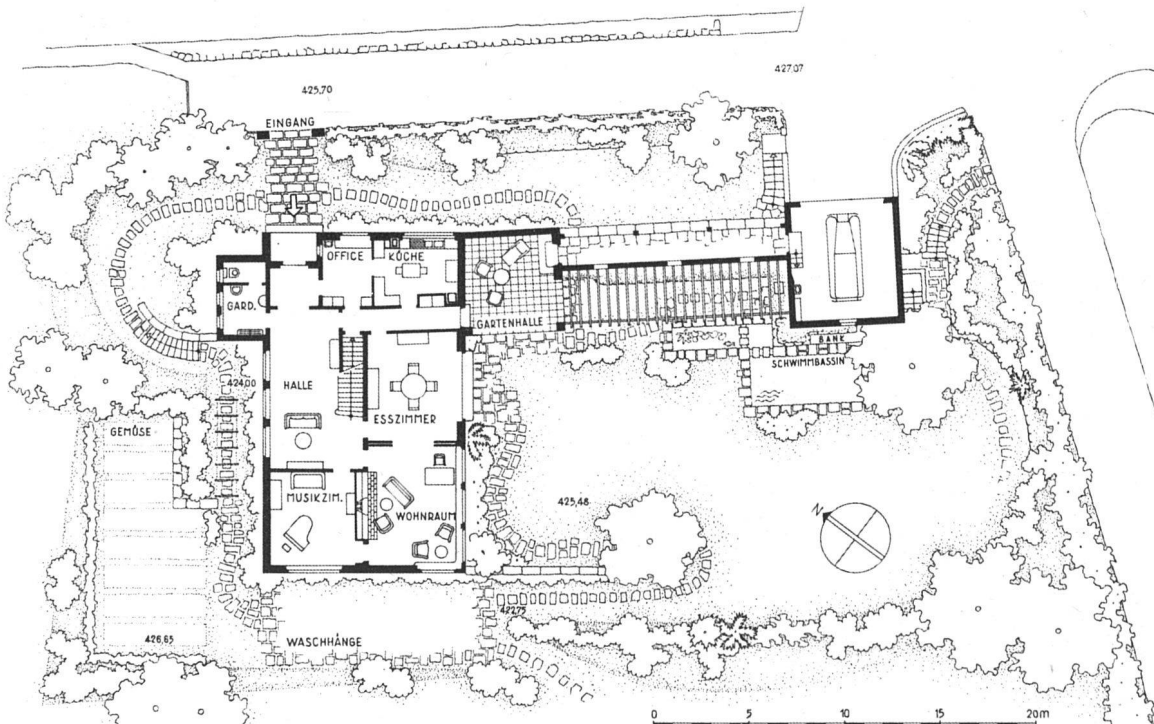 427,07
425,70
EINGANG
OFFICE
KÜCHE
GARD.
GARTENHALLE
BANK
SCHWIMMBASSIN
424,00
HALLE
ESSZIMMER
GEMÜSE
MUSIKZIM.
WOHNRAUM
425,48
N
422,75
426,65
WASCHHÄNGE
0 5 10 15 20m